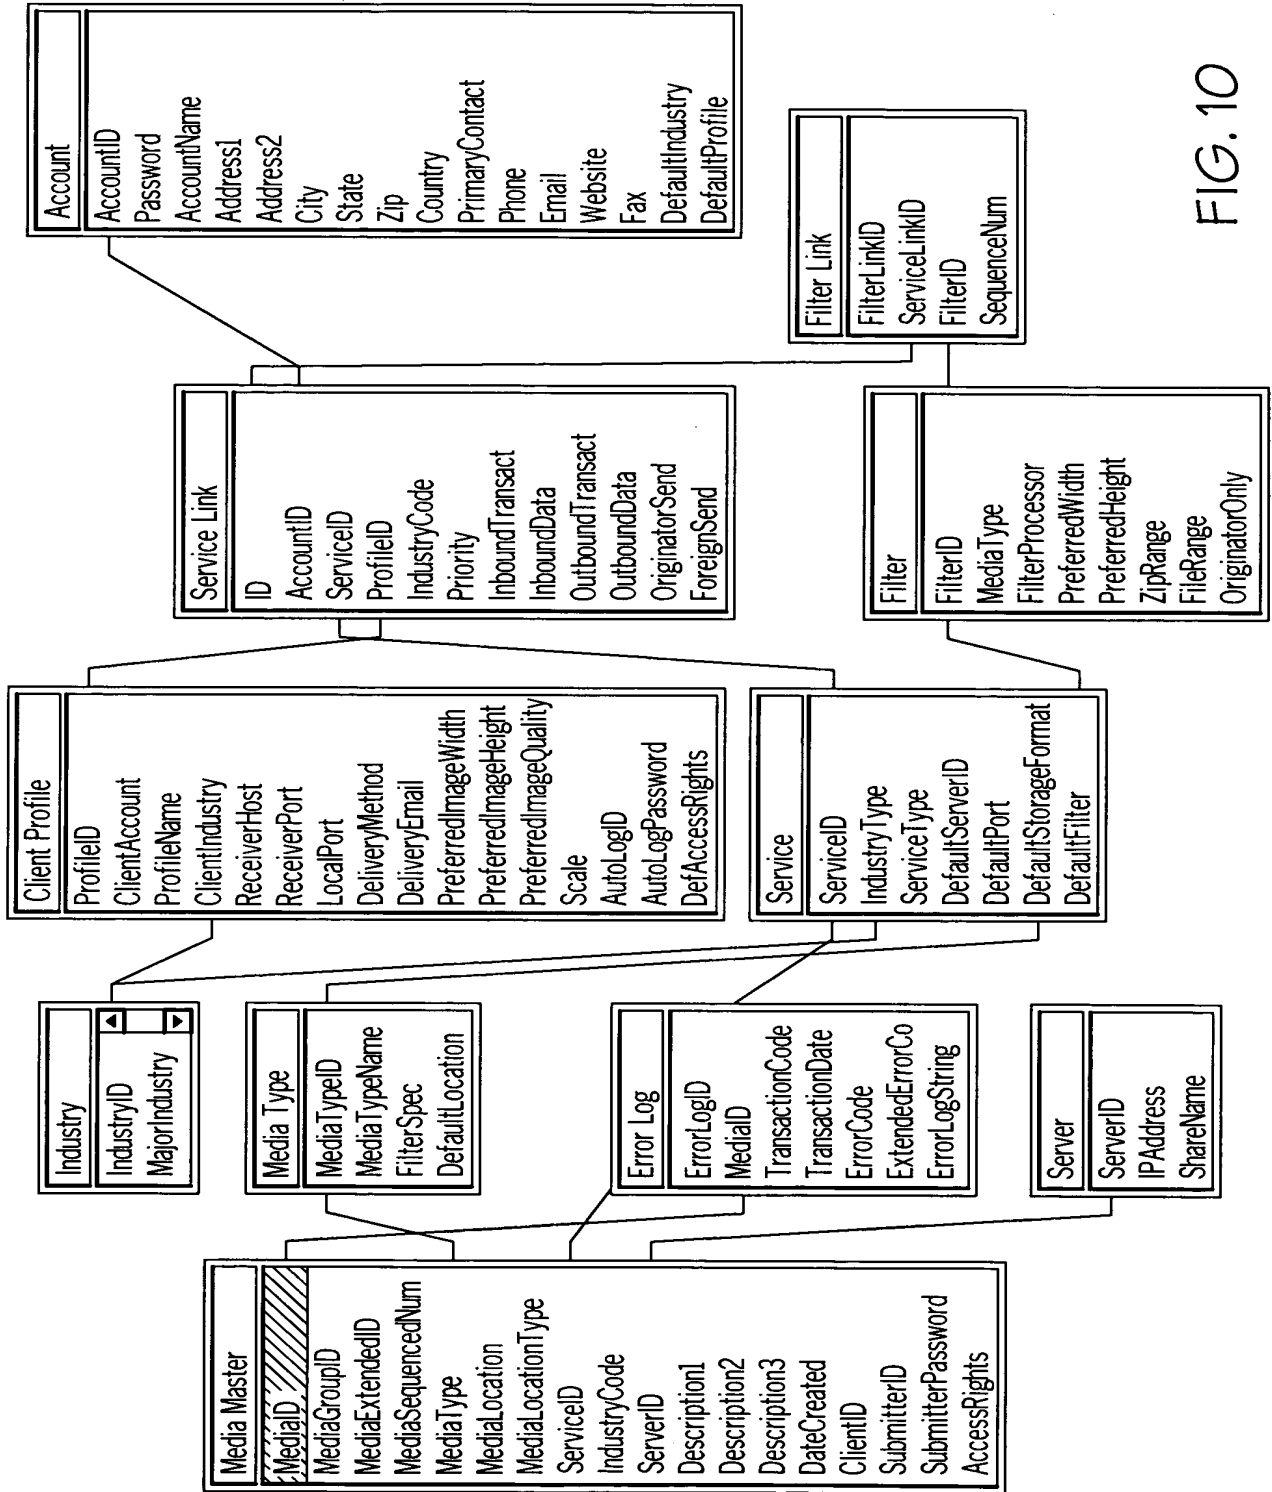 Media Master
MediaID
MediaGroupID
MediaExtendedID
MediaSequencedNum
MediaType
MediaLocation
MediaLocationType
ServiceID
IndustryCode
ServerID
Description1
Description2
Description3
DateCreated
ClientID
SubmitterID
SubmitterPassword
AccessRights
Industry
IndustryID
MajorIndustry
Media Type
MediaTypeID
MediaTypeName
FilterSpec
DefaultLocation
Error Log
ErrorLogID
MediaID
TransactionCode
TransactionDate
ErrorCode
ExtendedErrorCo
ErrorLogString
Server
ServerID
IPAddress
ShareName
Client Profile
ProfileID
ClientAccount
ProfileName
ClientIndustry
ReceiverHost
ReceiverPort
LocalPort
DeliveryMethod
DeliveryEmail
PreferredImageWidth
PreferredImageHeight
PreferredImageQuality
Scale
AutoLogID
AutoLogPassword
DefAccessRights
Service
ServiceID
IndustryType
ServiceType
DefaultServerID
DefaultPort
DefaultStorageFormat
DefaultFilter
Service Link
ID
AccountID
ServiceID
ProfileID
IndustryCode
Priority
InboundTransact
InboundData
OutboundTransact
OutboundData
OriginatorSend
ForeignSend
Filter
FilterID
MediaType
FilterProcessor
PreferredWidth
PreferredHeight
ZipRange
FileRange
OriginatorOnly
Account
AccountID
Password
AccountName
Address1
Address2
City
State
Zip
Country
PrimaryContact
Phone
Email
Website
Fax
DefaultIndustry
DefaultProfile
Filter Link
FilterLinkID
ServiceLinkID
FilterID
SequenceNum
FIG. 10